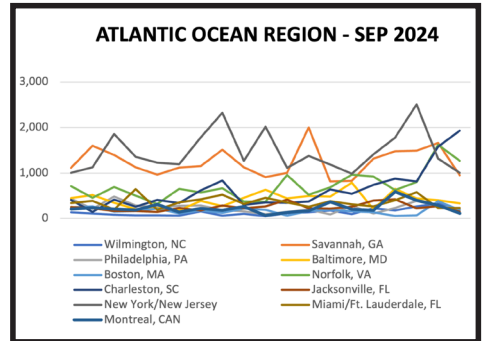 ATLANTIC OCEAN REGION - SEP 2024
3,000
2,000
1,000
0
Wilmington, NC Savannah, GA
Philadelphia, PA Baltimore, MD
Boston, MA Norfolk, VA
Charleston, SC Jacksonville, FL
New York/New Jersey Miami/Ft. Lauderdale, FL
Montreal, CAN